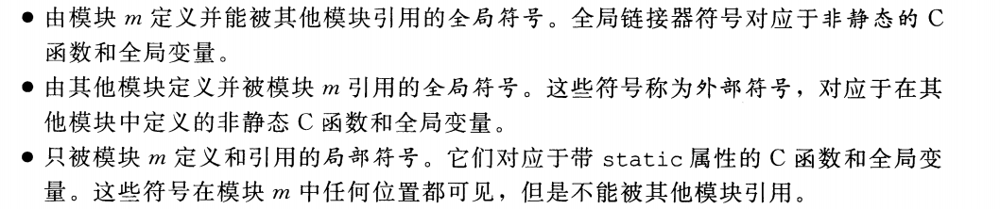 ● 由模块 m 定义并能被其他模块引用的全局符号。全局链接器符号对应于非静态的 C
函数和全局变量。
● 由其他模块定义并被模块 m 引用的全局符号。这些符号称为外部符号，对应于在其
他模块中定义的非静态 C 函数和全局变量。
● 只被模块 m 定义和引用的局部符号。它们对应于带 static 属性的 C 函数和全局变
量。这些符号在模块 m 中任何位置都可见，但是不能被其他模块引用。